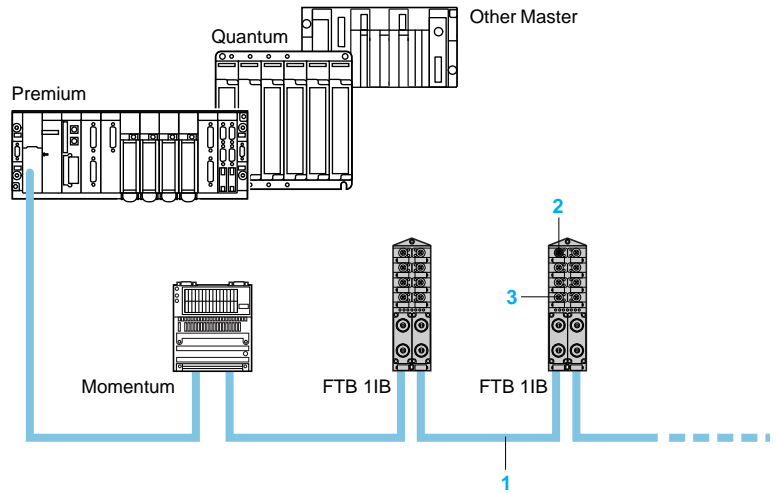 Other Master
Quantum
Premium
2
3
Momentum
FTB 1IB
FTB 1IB
1